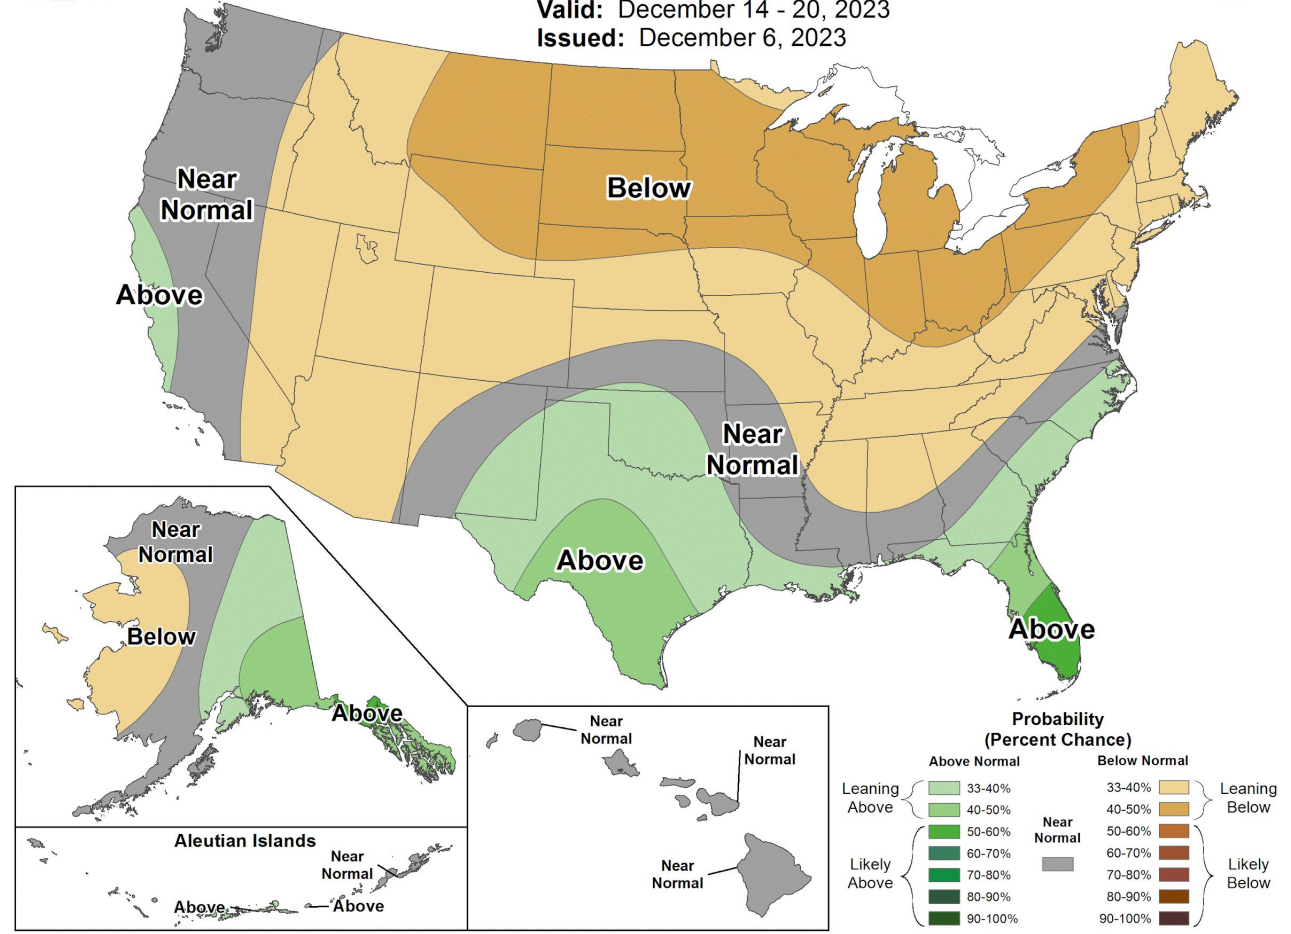 Valid: December 14 - 20, 2023
Issued: December 6, 2023
Near
Normal
Below
Above
Near
Normal
Above
Above
Near
Normal
Below
Above
Near
Normal
Near
Normal
Near
Normal
Aleutian Islands
Near
Normal
Above
Above
Probability
(Percent Chance)
Above Normal
Below Normal
Leaning
Above
33-40%
40-50%
Likely
Above
50-60%
60-70%
70-80%
80-90%
90-100%
Near
Normal
33-40%
40-50%
Leaning
Below
50-60%
60-70%
70-80%
80-90%
90-100%
Likely
Below